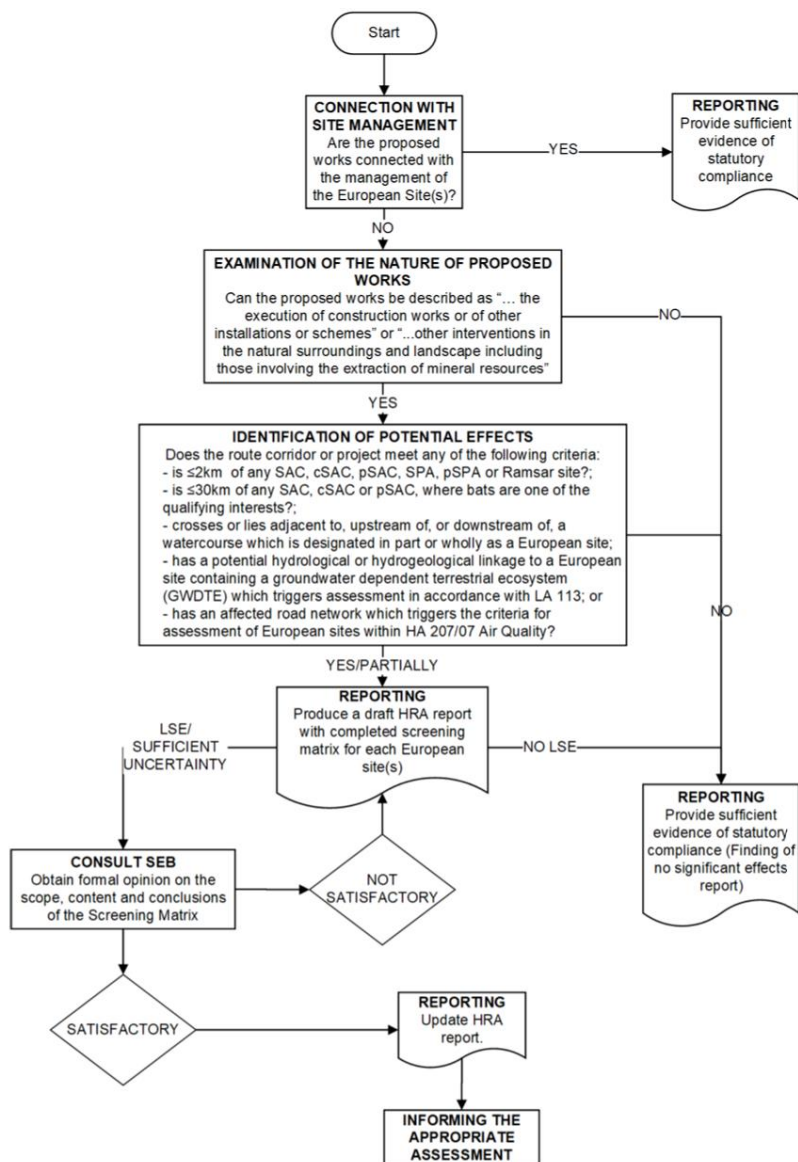 Start
CONNECTION WITH
SITE MANAGEMENT
Are the proposed
works connected with
the management of
the European Site(s)?
YES
REPORTING
Provide sufficient
evidence of
statutory
compliance
NO
EXAMINATION OF THE NATURE OF PROPOSED
WORKS
Can the proposed works be described as “... the
execution of construction works or of other
installations or schemes” or “...other interventions in
the natural surroundings and landscape including
those involving the extraction of mineral resources”
NO
YES
IDENTIFICATION OF POTENTIAL EFFECTS
Does the route corridor or project meet any of the following criteria:
- is ≤2km of any SAC, cSAC, pSAC, SPA, pSPA or Ramsar site?;
- is ≤30km of any SAC, cSAC or pSAC, where bats are one of the
qualifying interests?;
- crosses or lies adjacent to, upstream of, or downstream of, a
watercourse which is designated in part or wholly as a European site;
- has a potential hydrological or hydrogeological linkage to a European
site containing a groundwater dependent terrestrial ecosystem
(GWDTE) which triggers assessment in accordance with LA 113; or
- has an affected road network which triggers the criteria for
assessment of European sites within HA 207/07 Air Quality?
NO
YES/PARTIALLY
REPORTING
Produce a draft HRA report
with completed screening
matrix for each European
site(s)
LSE/
SUFFICIENT
UNCERTAINTY
NO LSE
REPORTING
Provide sufficient
evidence of statutory
compliance (Finding of
no significant effects
report)
CONSULT SEB
Obtain formal opinion on the
scope, content and conclusions
of the Screening Matrix
NOT
SATISFACTORY
SATISFACTORY
REPORTING
Update HRA
report.
INFORMING THE
APPROPRIATE
ASSESSMENT